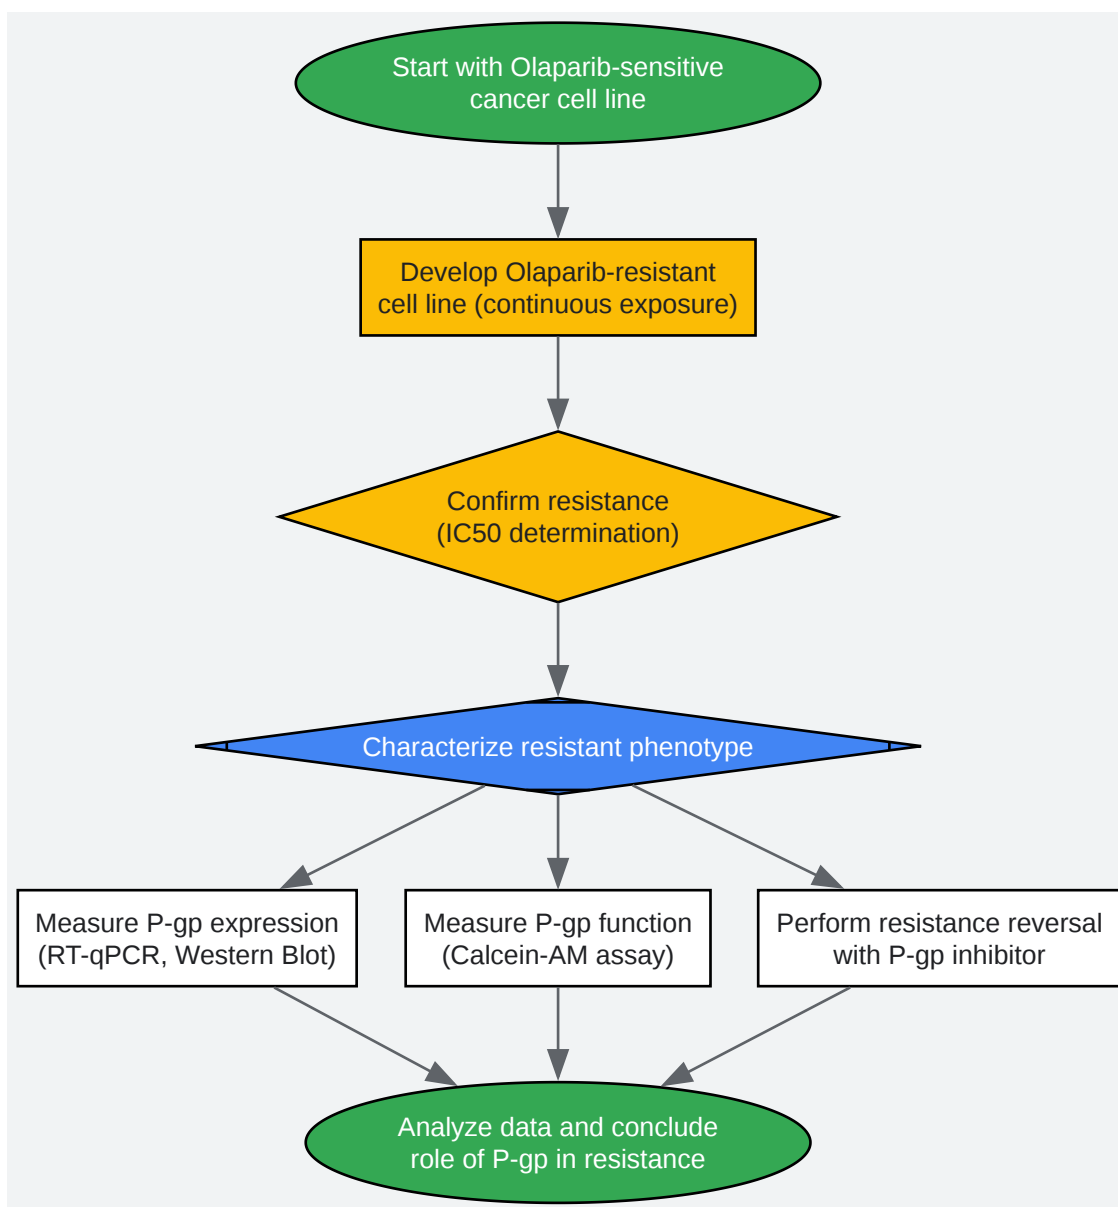 Start with Olaparib-sensitive
cancer cell line
Develop Olaparib-resistant
cell line (continuous exposure)
Confirm resistance
(IC50 determination)
Characterize resistant phenotype
Measure P-gp expression
(RT-qPCR, Western Blot)
Measure P-gp function
(Calcein-AM assay)
Perform resistance reversal
with P-gp inhibitor
Analyze data and conclude
role of P-gp in resistance